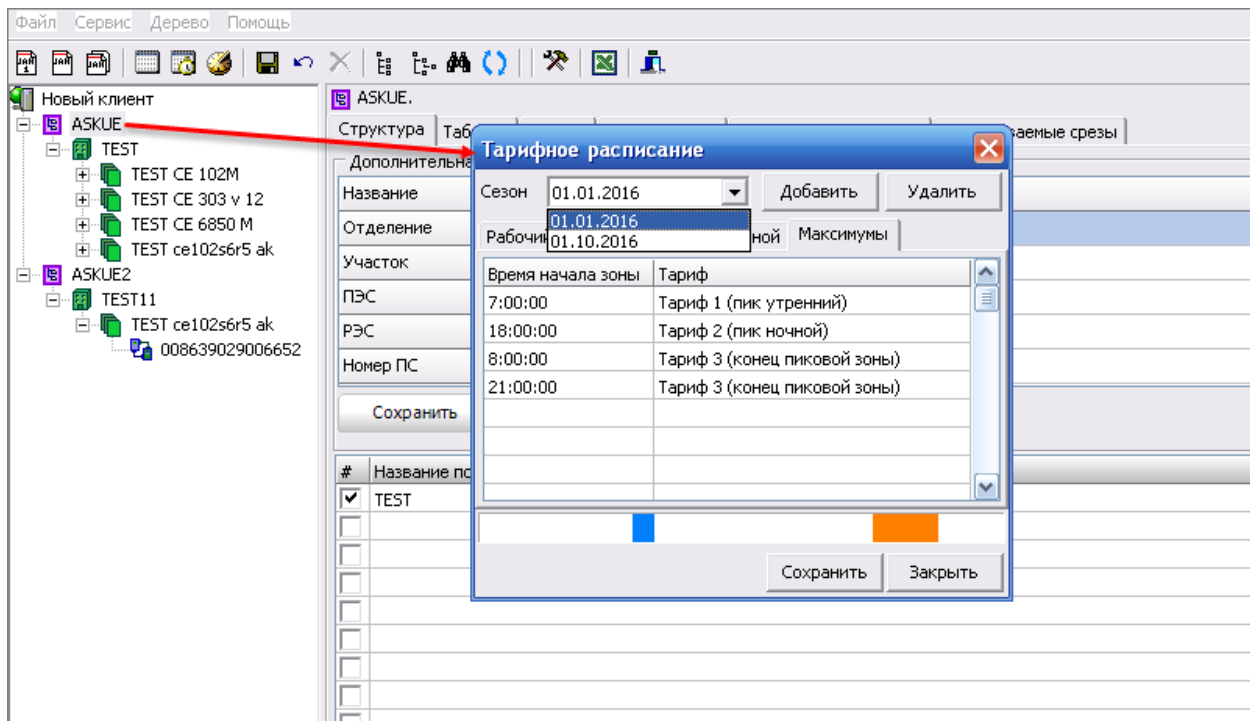 Файл Сервис Дерево Помощь
Новый клиент
ASKUE
TEST
TEST CE 102M
TEST CE 303 v 12
TEST CE 6850 M
TEST ce102s6r5 ak
ASKUE2
TEST11
TEST ce102s6r5 ak
008639029006652
ASKUE.
Структура
Название
Отделение
Участок
ПЭС
РЭС
Номер ПС
Сохранить
# Название
TEST
Тарифное расписание
Сезон 01.01.2016 Добавить Удалить
01.01.2016
01.10.2016
Максимумы
Время начала зоны Тариф
7:00:00 Тариф 1 (пик утренний)
18:00:00 Тариф 2 (пик ночной)
8:00:00 Тариф 3 (конец пиковой зоны)
21:00:00 Тариф 3 (конец пиковой зоны)
Сохранить Закрыть
срезы